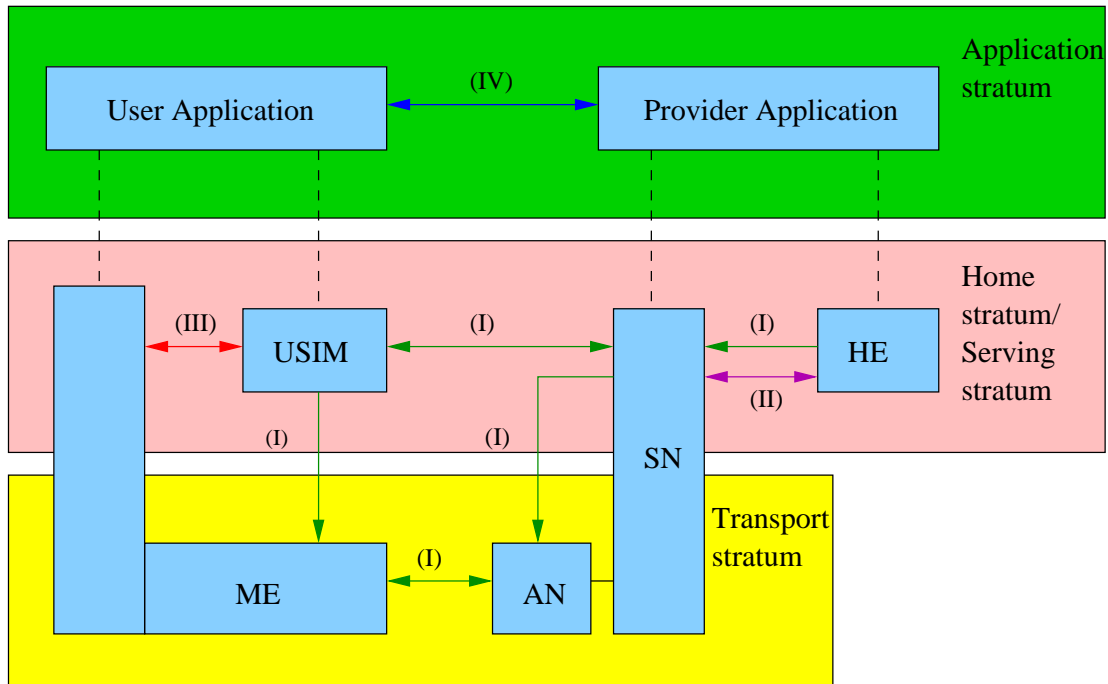 Application
stratum
(IV)
User Application
Provider Application
Home
stratum/
Serving
stratum
(III)
(I)
(I)
USIM
HE
(II)
(I)
(I)
SN
Transport
stratum
(I)
ME
AN